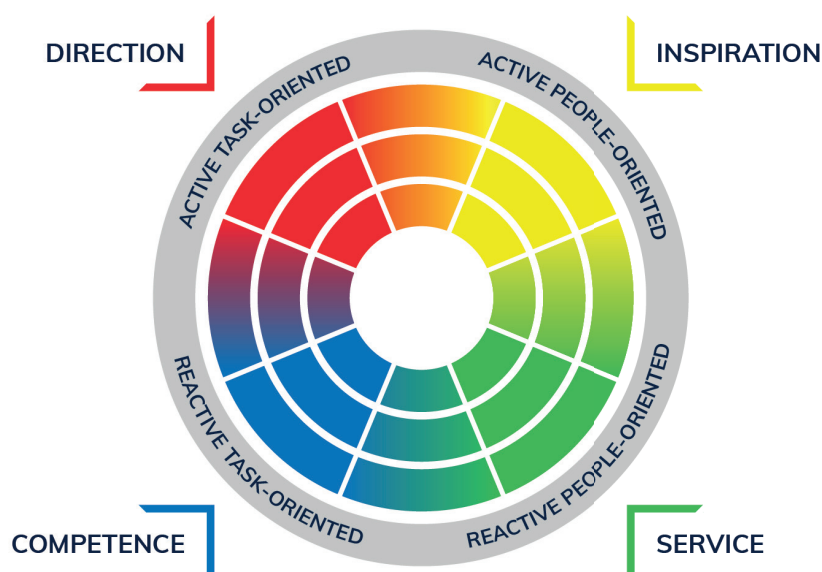 DIRECTION
INSPIRATION
ACTIVE TASK-ORIENTED
ACTIVE PEOPLE-ORIENTED
REACTIVE TASK-ORIENTED
REACTIVE PEOPLE-ORIENTED
COMPETENCE
SERVICE